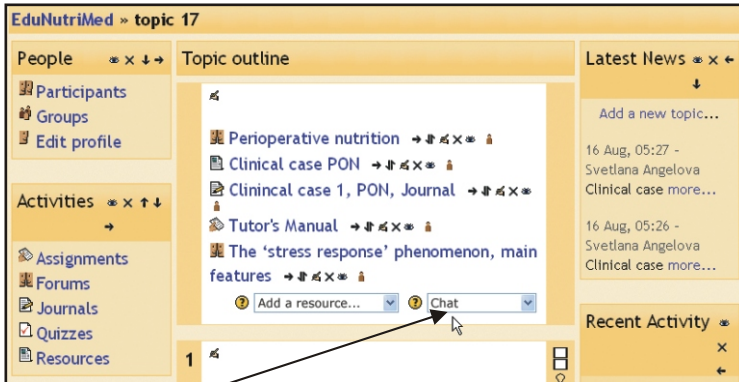 EduNutriMed » topic 17
People
Participants
Groups
Edit profile
Activities
Assignments
Forums
Journals
Quizzes
Resources
Topic outline
Perioperative nutrition
Clinical case PON
Clinincal case 1, PON, Journal
Tutor's Manual
The ‘stress response’ phenomenon, main
features
Add a resource...
Chat
1
Latest News
Add a new topic...
16 Aug, 05:27 -
Svetlana Angelova
Clinical case more...
16 Aug, 05:26 -
Svetlana Angelova
Clinical case more...
Recent Activity